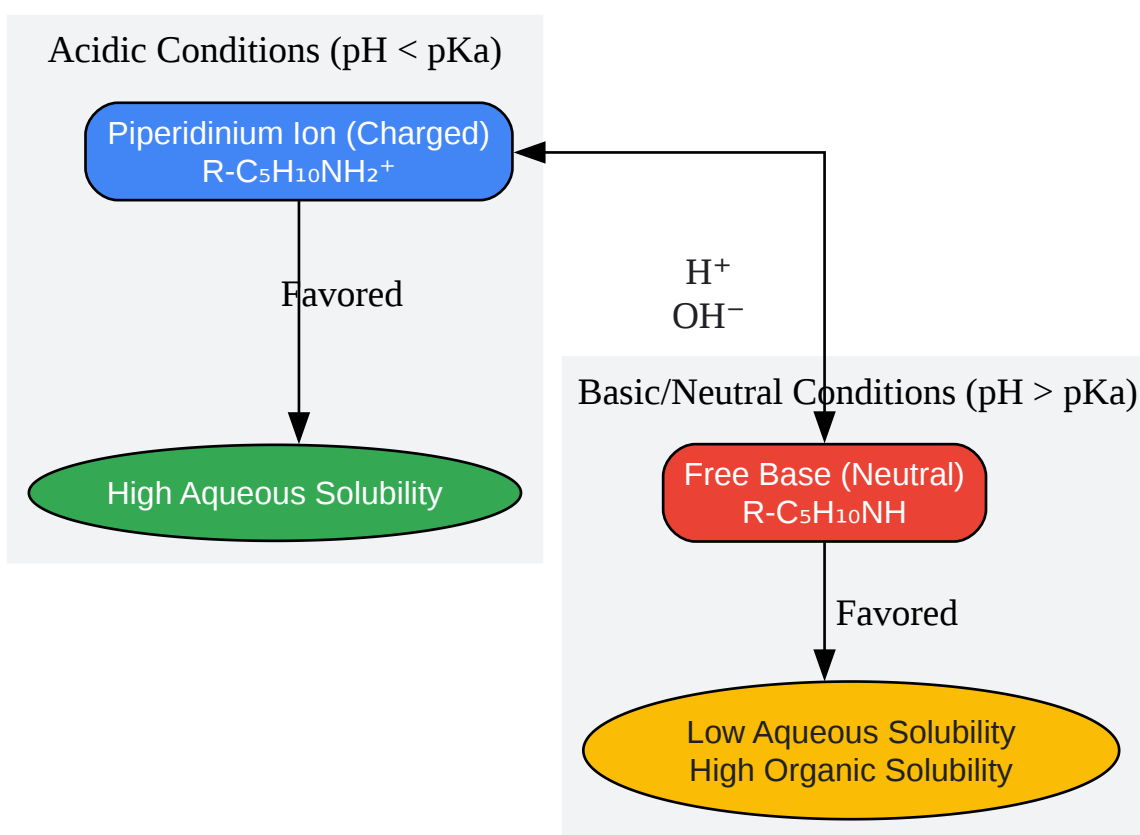 Acidic Conditions (pH < pKa)
Piperidinium Ion (Charged)
R-C₅H₁₀NH₂⁺
Favored
High Aqueous Solubility
H⁺
OH⁻
Basic/Neutral Conditions (pH > pKa)
Free Base (Neutral)
R-C₅H₁₀NH
Favored
Low Aqueous Solubility
High Organic Solubility